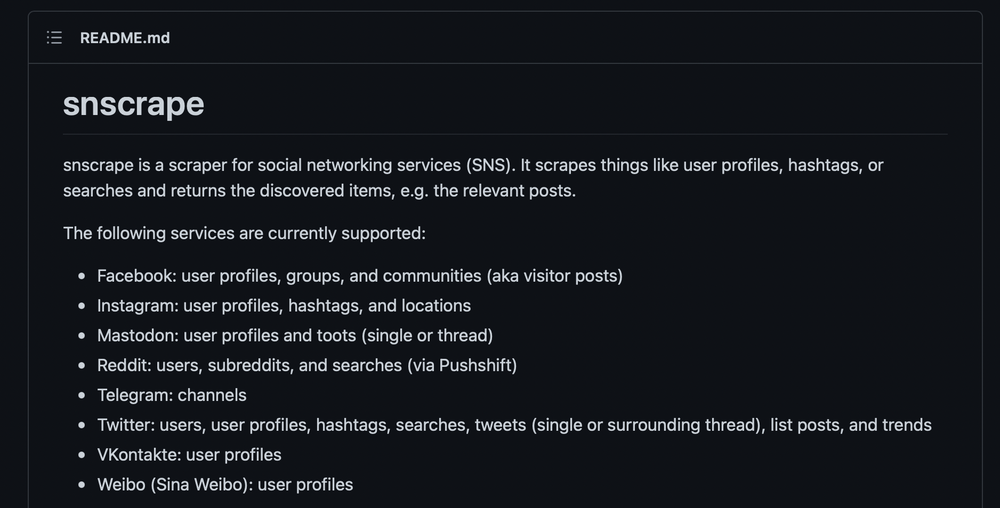 README.md
snscrape
snscrape is a scraper for social networking services (SNS). It scrapes things like user profiles, hashtags, or
searches and returns the discovered items, e.g. the relevant posts.
The following services are currently supported:
• Facebook: user profiles, groups, and communities (aka visitor posts)
• Instagram: user profiles, hashtags, and locations
• Mastodon: user profiles and toots (single or thread)
• Reddit: users, subreddits, and searches (via Pushshift)
• Telegram: channels
• Twitter: users, user profiles, hashtags, searches, tweets (single or surrounding thread), list posts, and trends
• VKontakte: user profiles
• Weibo (Sina Weibo): user profiles